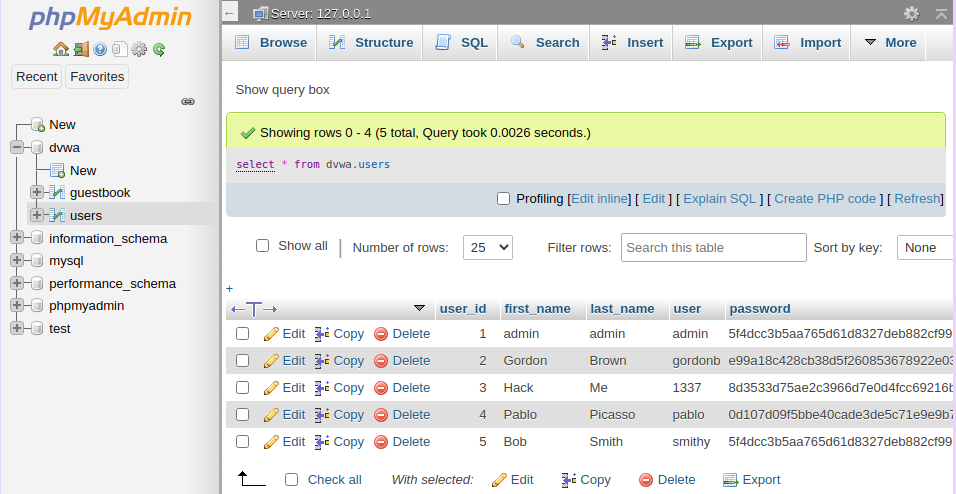 phpMyAdmin
Recent Favorites
New
dvwa
New
guestbook
users
information_schema
mysql
performance_schema
phpmyadmin
test
Server: 127.0.0.1
Browse Structure SQL Search Insert Export Import More
Show query box
Showing rows 0 - 4 (5 total, Query took 0.0026 seconds.)
select * from dvwa.users
Profiling [Edit inline] [ Edit ] [ Explain SQL ] [ Create PHP code ] [ Refresh]
Show all Number of rows: 25 Filter rows: Search this table Sort by key: None
+
←T→ user_id first_name last_name user password
Edit Copy Delete 1 admin admin admin 5f4dcc3b5aa765d61d8327deb882cf99
Edit Copy Delete 2 Gordon Brown gordonb e99a18c428cb38d5f260853678922e03
Edit Copy Delete 3 Hack Me 1337 8d3533d75ae2c3966d7e0d4fcc69216b
Edit Copy Delete 4 Pablo Picasso pablo 0d107d09f5bbe40cade3de5c71e9e9b7
Edit Copy Delete 5 Bob Smith smithy 5f4dcc3b5aa765d61d8327deb882cf99
Check all With selected: Edit Copy Delete Export